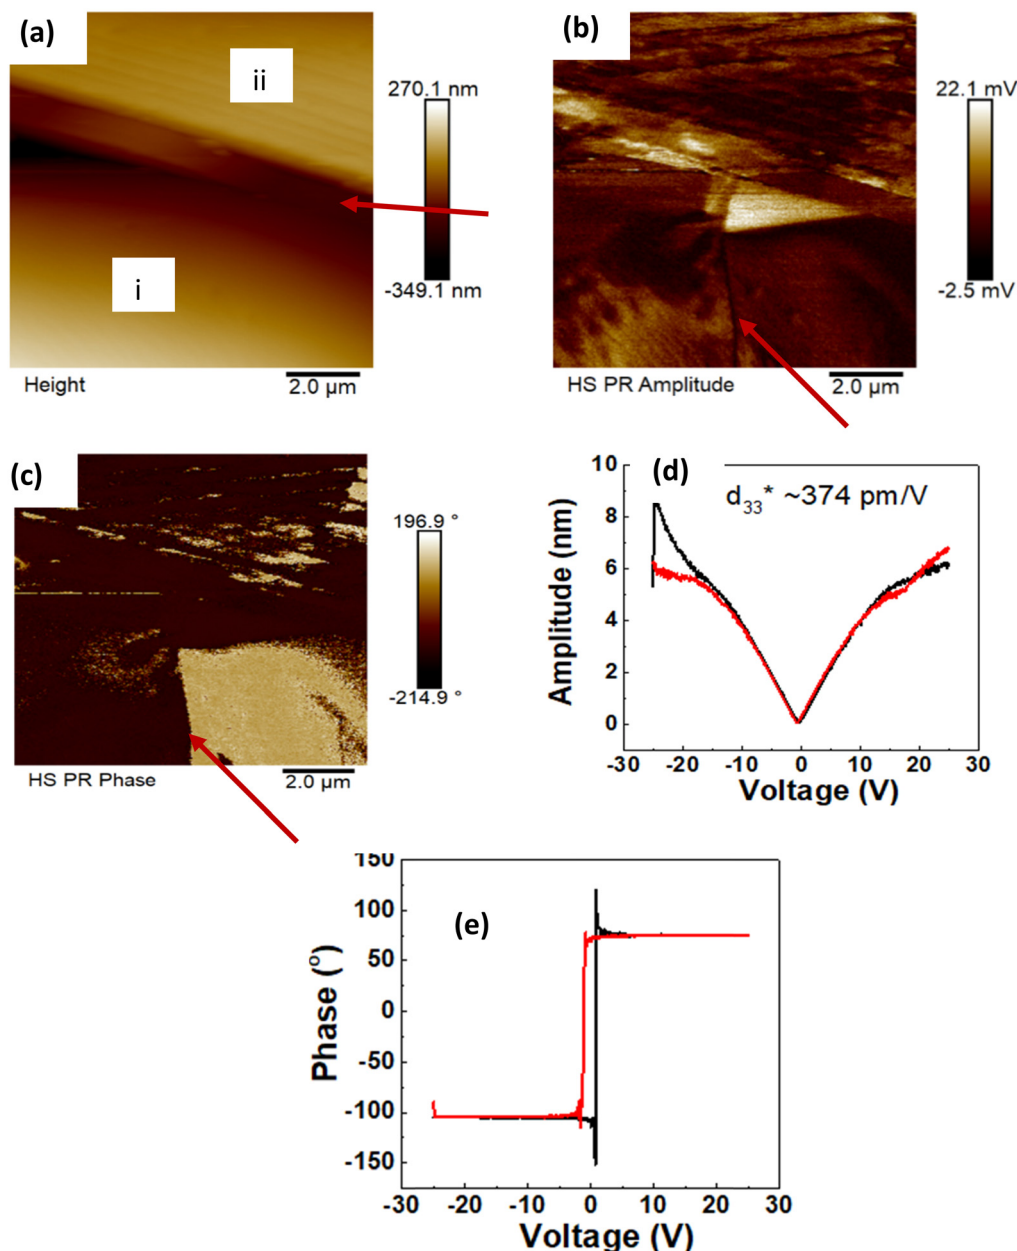 (a)
ii
i
270.1 nm
-349.1 nm
Height
2.0 µm
(b)
22.1 mV
-2.5 mV
HS PR Amplitude
2.0 µm
(c)
196.9 °
-214.9 °
HS PR Phase
2.0 µm
(d)
d33* ~374 pm/V
Amplitude (nm)
10
8
6
4
2
0
-30 -20 -10 0 10 20 30
Voltage (V)
(e)
Phase (°)
150
100
50
0
-50
-100
-150
-30 -20 -10 0 10 20 30
Voltage (V)